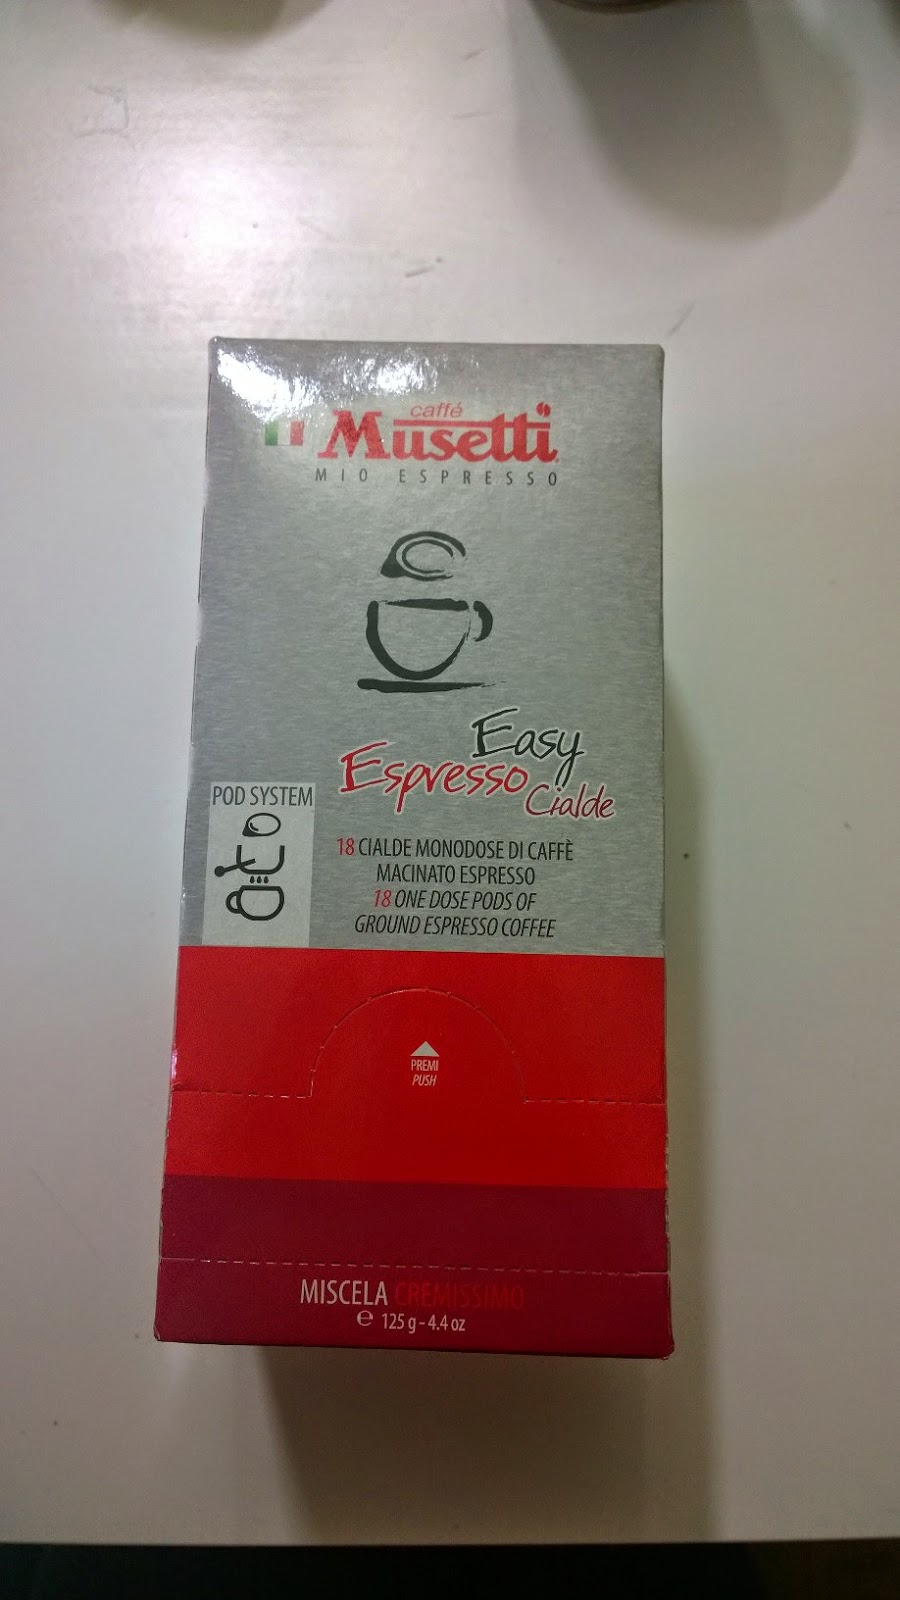 caffé
Musetti
MIO ESPRESSO
Easy
Espresso
Cialde
POD SYSTEM
18 CIALDE MONODOSE DI CAFFÈ
MACINATO ESPRESSO
18 ONE DOSE PODS OF
GROUND ESPRESSO COFFEE
PREMI
PUSH
MISCELA CREMISSIMO
℮ 125 g - 4.4 oz